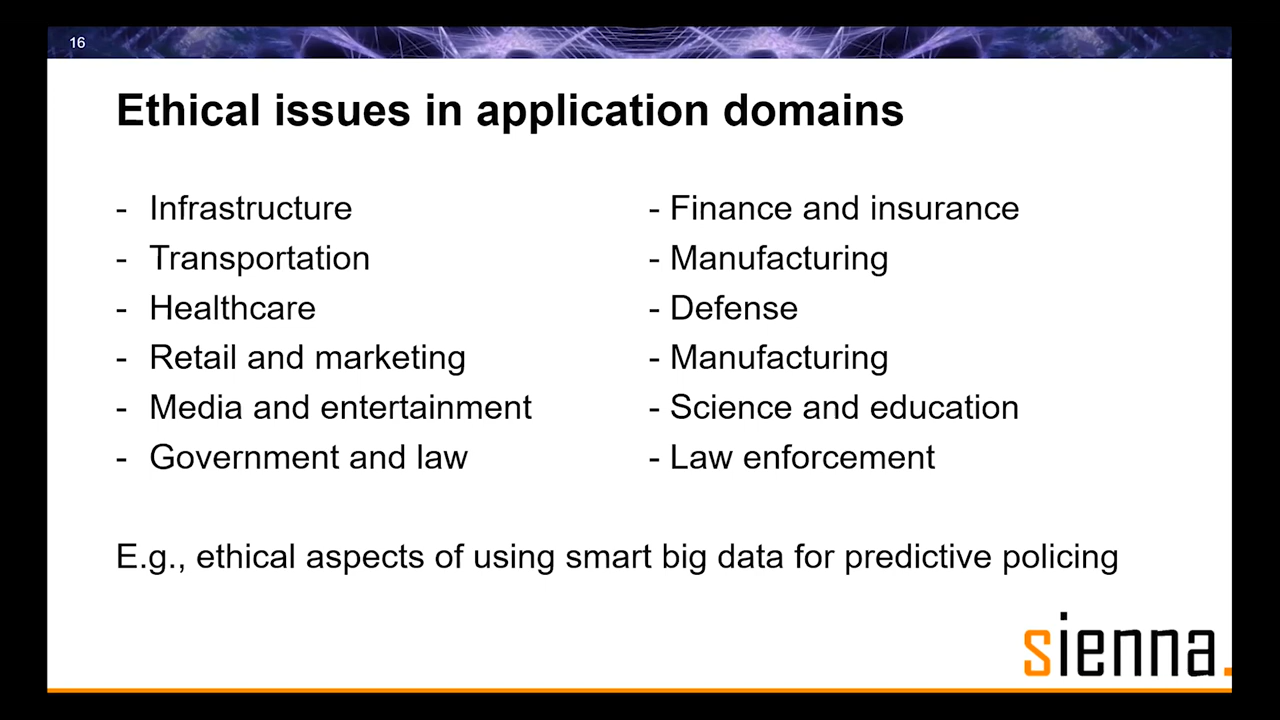 16
Ethical issues in application domains
- Infrastructure
- Transportation
- Healthcare
- Retail and marketing
- Media and entertainment
- Government and law
- Finance and insurance
- Manufacturing
- Defense
- Manufacturing
- Science and education
- Law enforcement
E.g., ethical aspects of using smart big data for predictive policing
sienna.